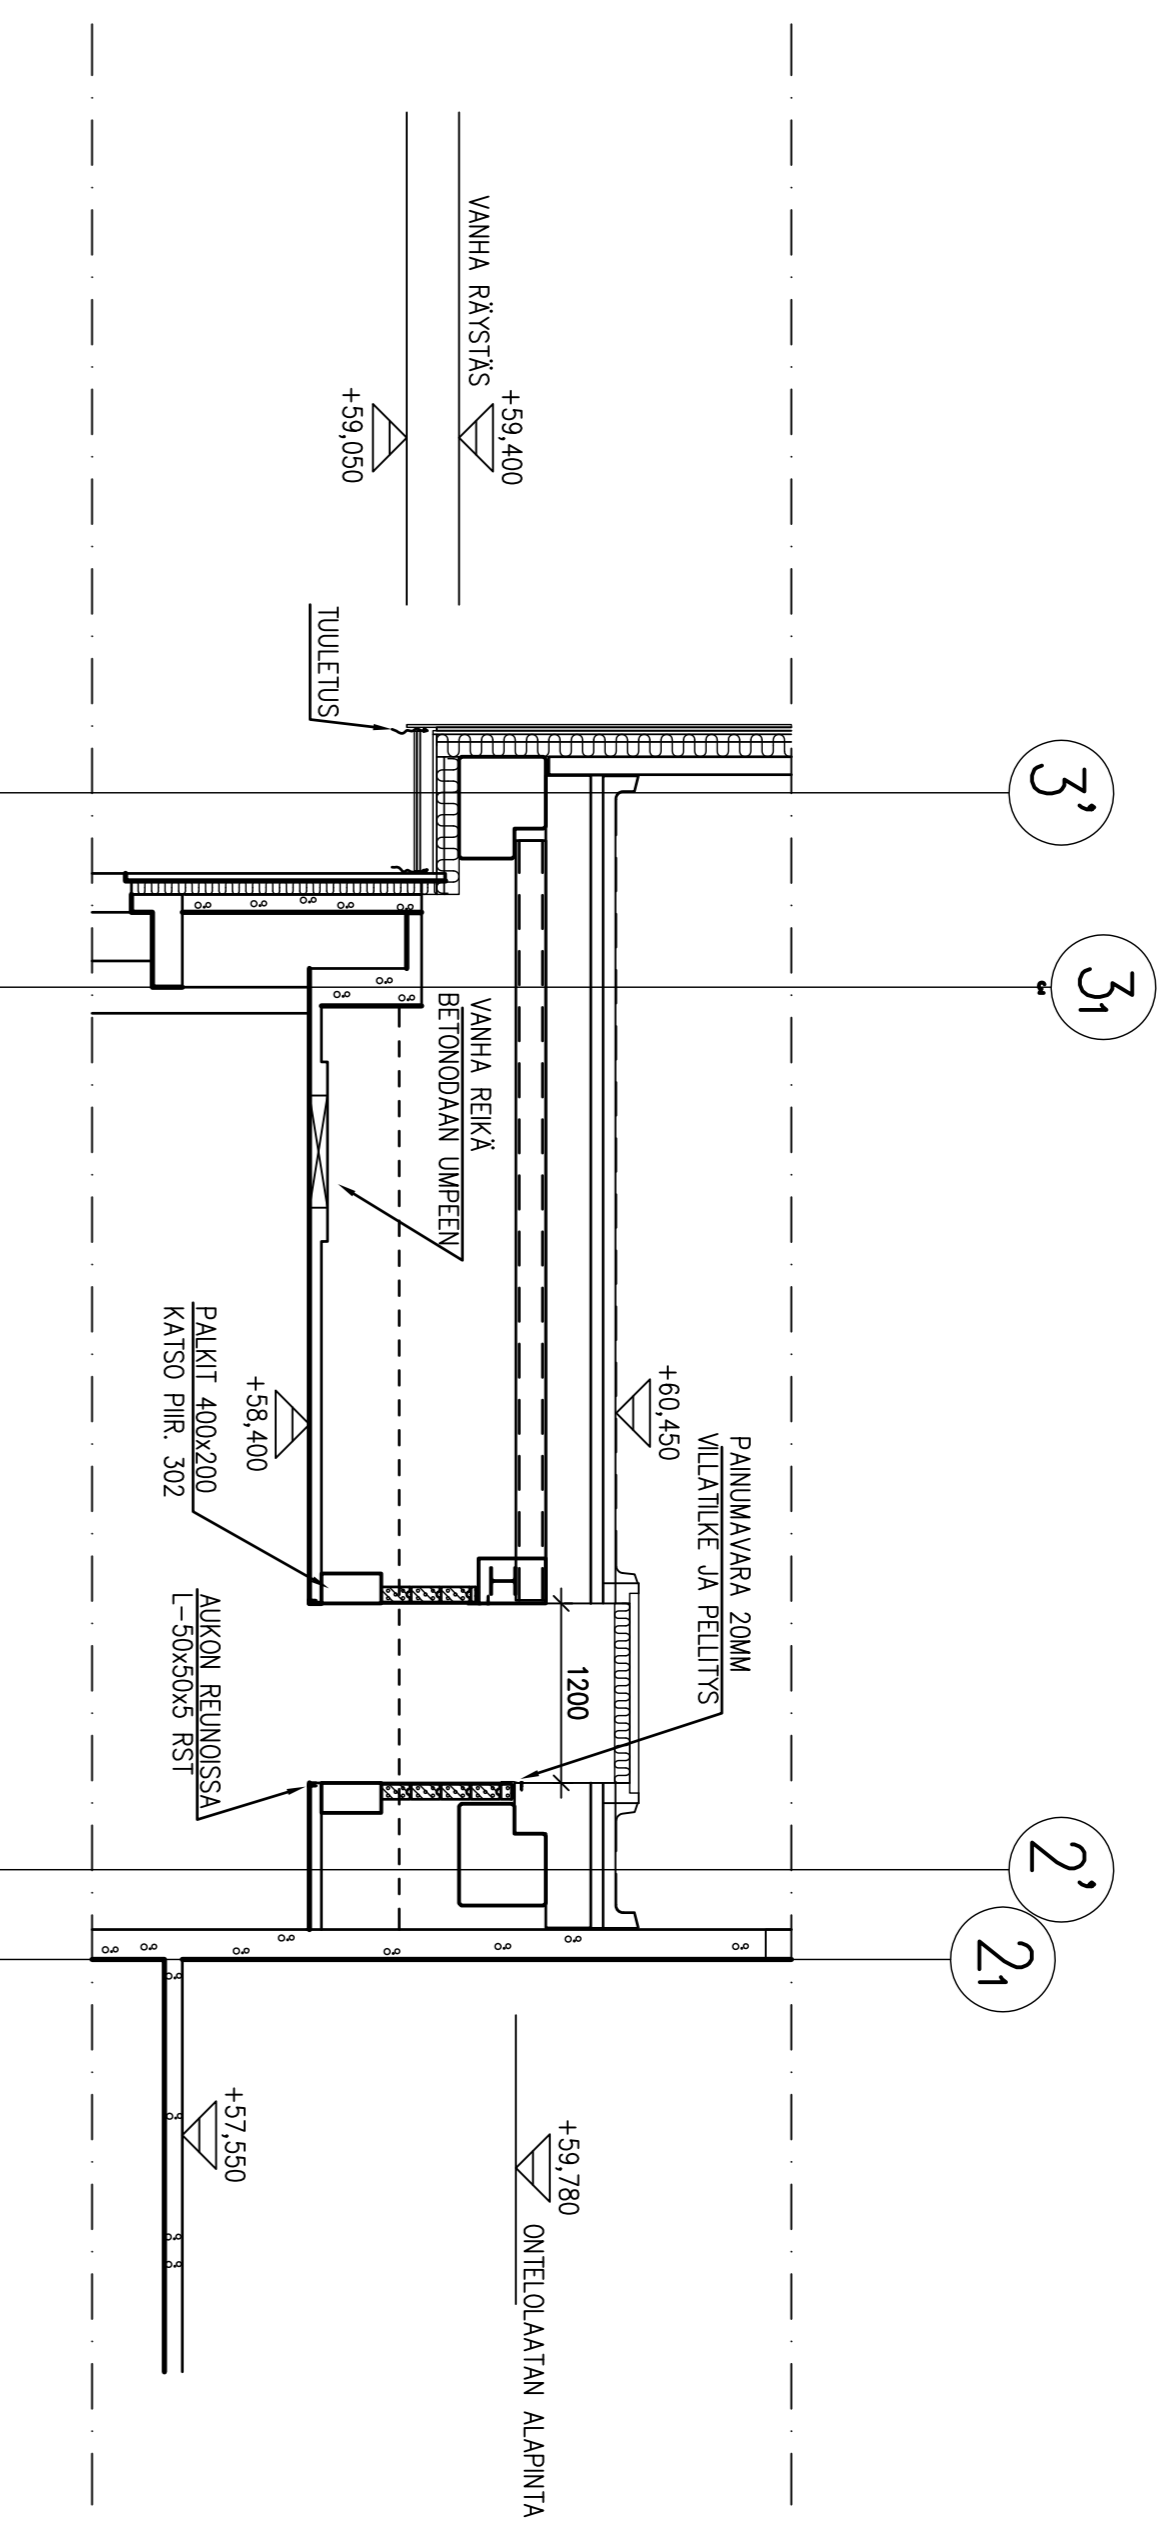 3'
3₁
2'
2₁
VANHA RÄYSTÄS
+59,400
+59,050
TUULETUS
VANHA REIKÄ
BETONODAAN UMPEEN
+60,450
PAINUMAVARA 20MM
VILLATILKE JA PELLITYS
+58,400
PALKIT 400x200
KATSO PIIR. 302
1200
AUKON REUNOISSA
L-50x50x5 RST
+59,780
ONTELOLAATAN ALAPINTA
+57,550